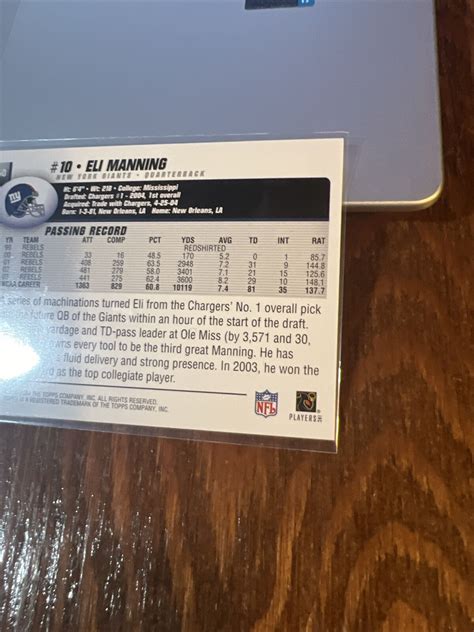 #10 • ELI MANNING
NEW YORK GIANTS • QUARTERBACK
Ht: 6'4" • Wt: 218 • College: Mississippi
Drafted: Chargers #1 - 2004, 1st overall
Acquired: Trade with Chargers, 4-25-04
Born: 1-3-81, New Orleans, LA Home: New Orleans, LA
PASSING RECORD
YR TEAM ATT COMP PCT YDS AVG TD INT RAT
REBELS REDSHIRTED
00 REBELS 33 16 48.5 170 5.2 0 1 85.7
01 REBELS 408 259 63.5 2948 7.2 31 9 144.8
02 REBELS 481 279 58.0 3401 7.1 21 15 125.6
03 REBELS 441 275 62.4 3600 8.2 29 10 148.1
NCAA CAREER 1363 829 60.8 10119 7.4 81 35 137.7
series of machinations turned Eli from the Chargers' No. 1 overall pick
future QB of the Giants within an hour of the start of the draft.
yardage and TD-pass leader at Ole Miss (by 3,571 and 30,
owns every tool to be the third great Manning. He has
fluid delivery and strong presence. In 2003, he won the
as the top collegiate player.
THE TOPPS COMPANY, INC. ALL RIGHTS RESERVED.
REGISTERED TRADEMARK OF THE TOPPS COMPANY, INC.
NFL
PLAYERS INC